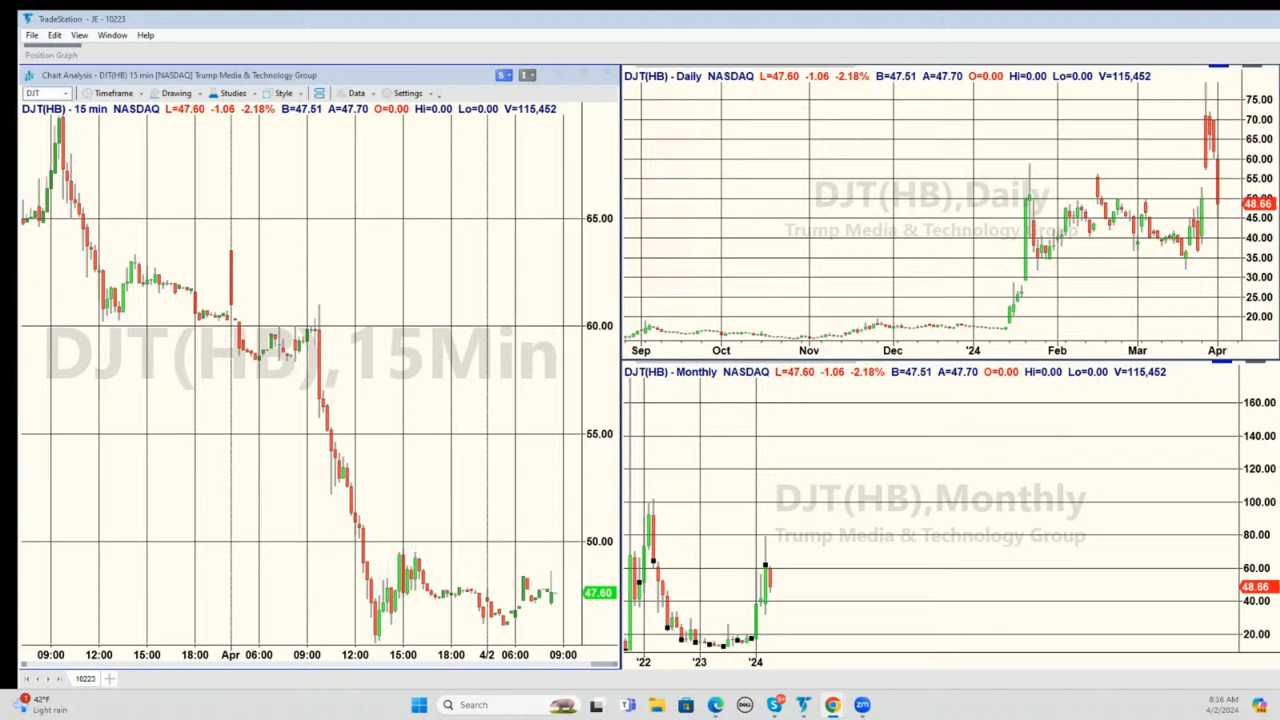 TradeStation - JE - 10223
File Edit View Window Help
Position Graph
Chart Analysis - DJT(HB) 15 min [NASDAQ] Trump Media & Technology Group
DJT Timeframe Drawing Studies Style Data Settings
DJT(HB) - 15 min NASDAQ L=47.60 -1.06 -2.18% B=47.51 A=47.70 O=0.00 Hi=0.00 Lo=0.00 V=115,452
DJT(HB),15Min
65.00
60.00
55.00
50.00
47.60
09:00 12:00 15:00 Apr 06:00 09:00 12:00 15:00 18:00 4/2 06:00 09:00
DJT(HB) - Daily NASDAQ L=47.60 -1.06 -2.18% B=47.51 A=47.70 O=0.00 Hi=0.00 Lo=0.00 V=115,452
DJT(HB),Daily
Trump Media & Technology Group
75.00
70.00
65.00
60.00
55.00
48.66
45.00
40.00
35.00
30.00
25.00
20.00
Sep Oct Nov Dec '24 Feb Mar Apr
DJT(HB) - Monthly NASDAQ L=47.60 -1.06 -2.18% B=47.51 A=47.70 O=0.00 Hi=0.00 Lo=0.00 V=115,452
DJT(HB),Monthly
Trump Media & Technology Group
160.00
140.00
120.00
100.00
80.00
60.00
48.66
40.00
20.00
'22 '23 '24
10223
42°F
Light rain
Search
8:16 AM
4/2/2024